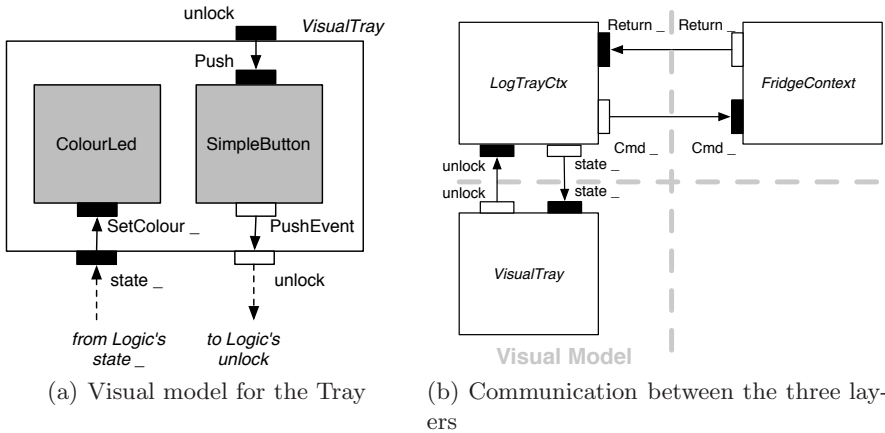 unlock
VisualTray
Push
ColourLed
SimpleButton
SetColour _
PushEvent
state _
unlock
from Logic's
state _
to Logic's
unlock
(a) Visual model for the Tray
Return _
Return _
LogTrayCtx
FridgeContext
Cmd _
Cmd _
unlock
state _
unlock
state _
VisualTray
Visual Model
(b) Communication between the three lay-
ers